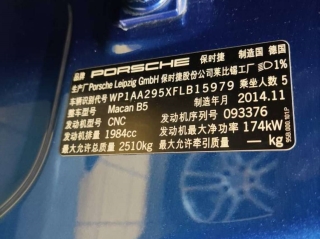 品牌 PORSCHE 保时捷 制造国 德国
生产厂 Porsche Leipzig GmbH 保时捷股份公司莱比锡工厂 1%
车辆识别代号 WP1AA295XFLB15979 乘坐人数 5
整车型号 Macan B5 制造年月 2014.11
发动机型号 CNC 发动机序列号 093376
发动机排量 1984cc 发动机最大净功率 174kW
最大允许总质量 2510kg 最大允许牵引质量 — kg